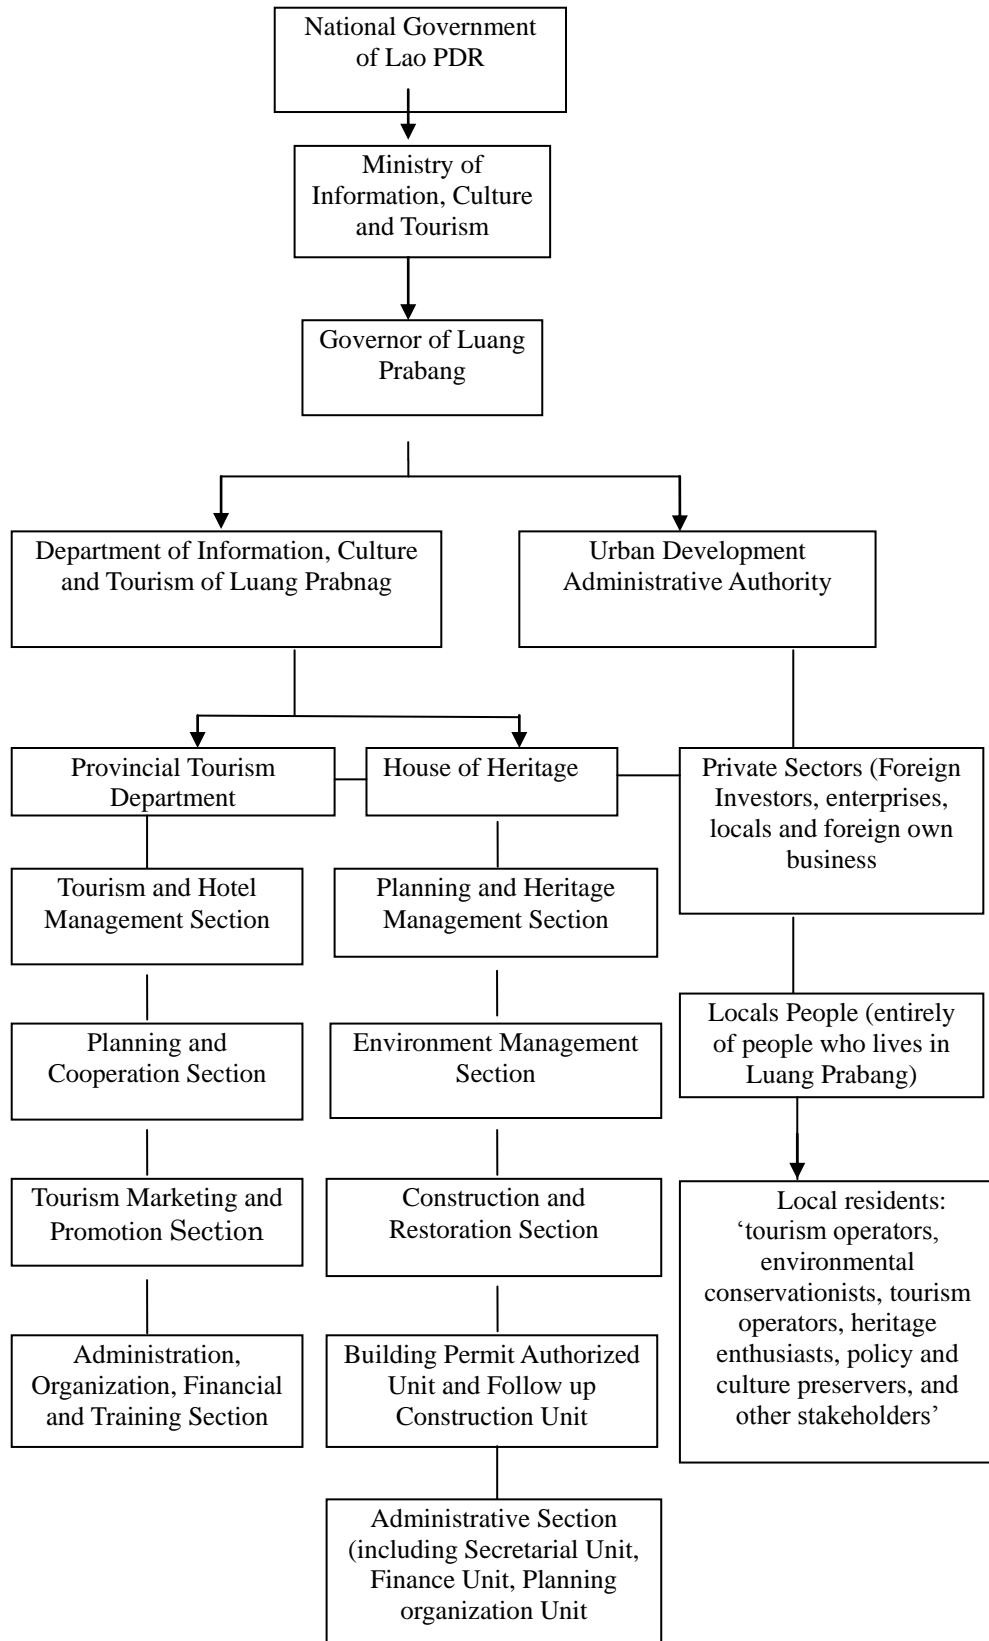 National Government
of Lao PDR
Ministry of
Information, Culture
and Tourism
Governor of Luang
Prabang
Department of Information, Culture
and Tourism of Luang Prabnag
Urban Development
Administrative Authority
Provincial Tourism
Department
House of Heritage
Private Sectors (Foreign
Investors, enterprises,
locals and foreign own
business
Tourism and Hotel
Management Section
Planning and Heritage
Management Section
Planning and
Cooperation Section
Environment Management
Section
Locals People (entirely
of people who lives in
Luang Prabang)
Tourism Marketing and
Promotion Section
Construction and
Restoration Section
Local residents:
‘tourism operators,
environmental
conservationists, tourism
operators, heritage
enthusiasts, policy and
culture preservers, and
other stakeholders’
Administration,
Organization, Financial
and Training Section
Building Permit Authorized
Unit and Follow up
Construction Unit
Administrative Section
(including Secretarial Unit,
Finance Unit, Planning
organization Unit